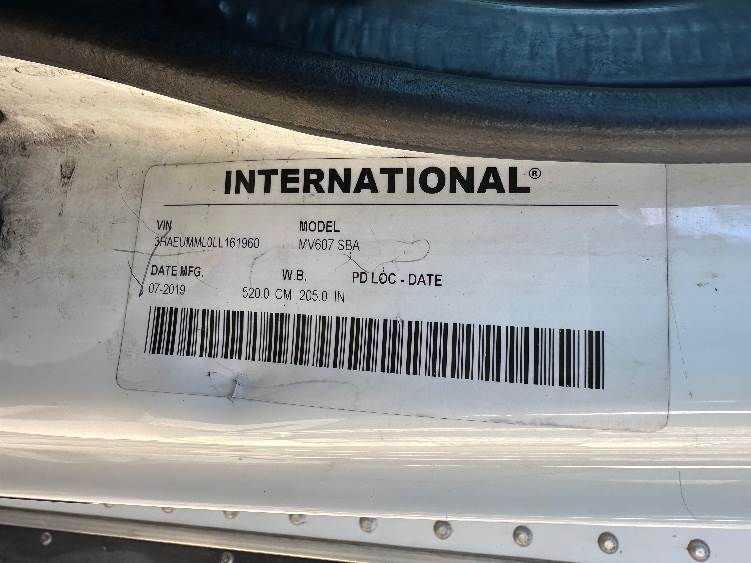 INTERNATIONAL®
VIN MODEL
3HAEUMML0LL161960 MV607 SBA
DATE MFG. W.B. PD LOC - DATE
07-2019 520.0 CM 205.0 IN